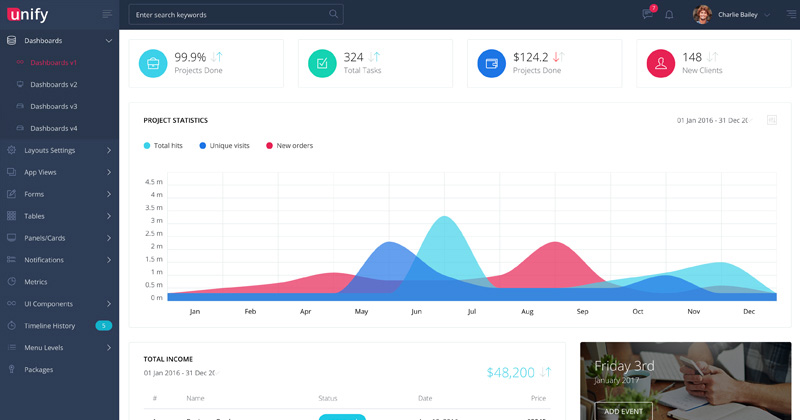 unify
Enter search keywords
7
Charlie Bailey
Dashboards
Dashboards v1
Dashboards v2
Dashboards v3
Dashboards v4
Layouts Settings
App Views
Forms
Tables
Panels/Cards
Notifications
Metrics
UI Components
Timeline History 5
Menu Levels
Packages
99.9%
Projects Done
324
Total Tasks
$124.2
Projects Done
148
New Clients
PROJECT STATISTICS
01 Jan 2016 - 31 Dec 20
Total hits Unique visits New orders
4.5 m
4 m
3.5 m
3 m
2.5 m
2 m
1.5 m
1 m
0.5 m
0 m
Jan Feb Apr May Jun Jul Aug Sep Oct Nov Dec
TOTAL INCOME
01 Jan 2016 - 31 Dec 20
$48,200
# Name Status Date Price
Friday 3rd
January 2017
ADD EVENT